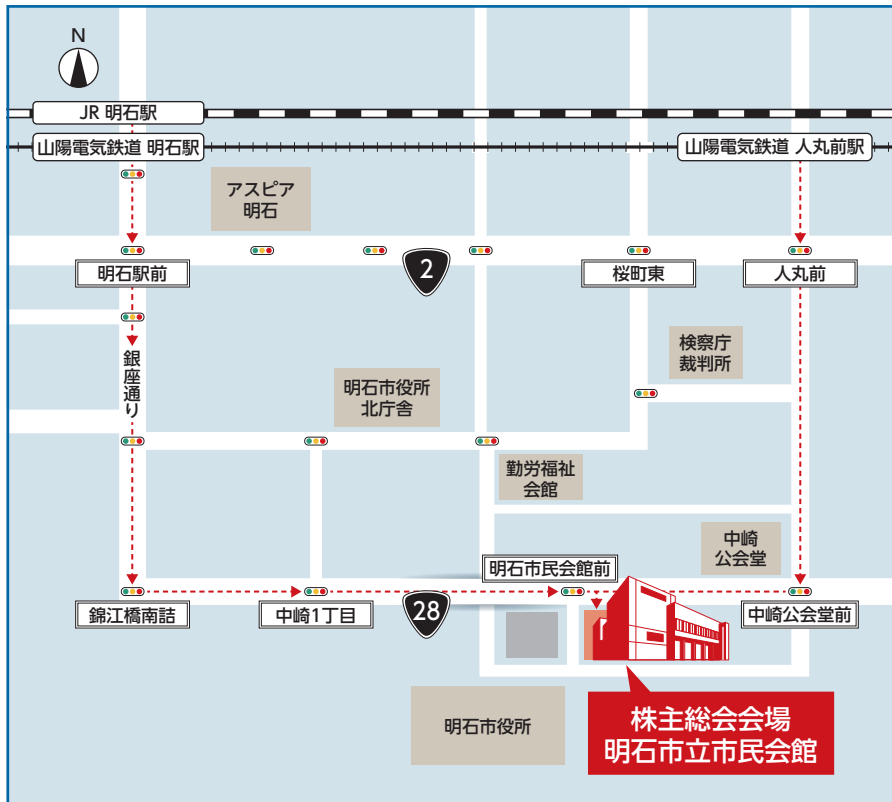 N
JR 明石駅
山陽電気鉄道 明石駅
山陽電気鉄道 人丸前駅
アスピア
明石
明石駅前
2
桜町東
人丸前
銀座通り
検察庁
裁判所
明石市役所
北庁舎
勤労福祉
会館
中崎
公会堂
明石市民会館前
錦江橋南詰
中崎1丁目
28
中崎公会堂前
明石市役所
株主総会会場
明石市立市民会館